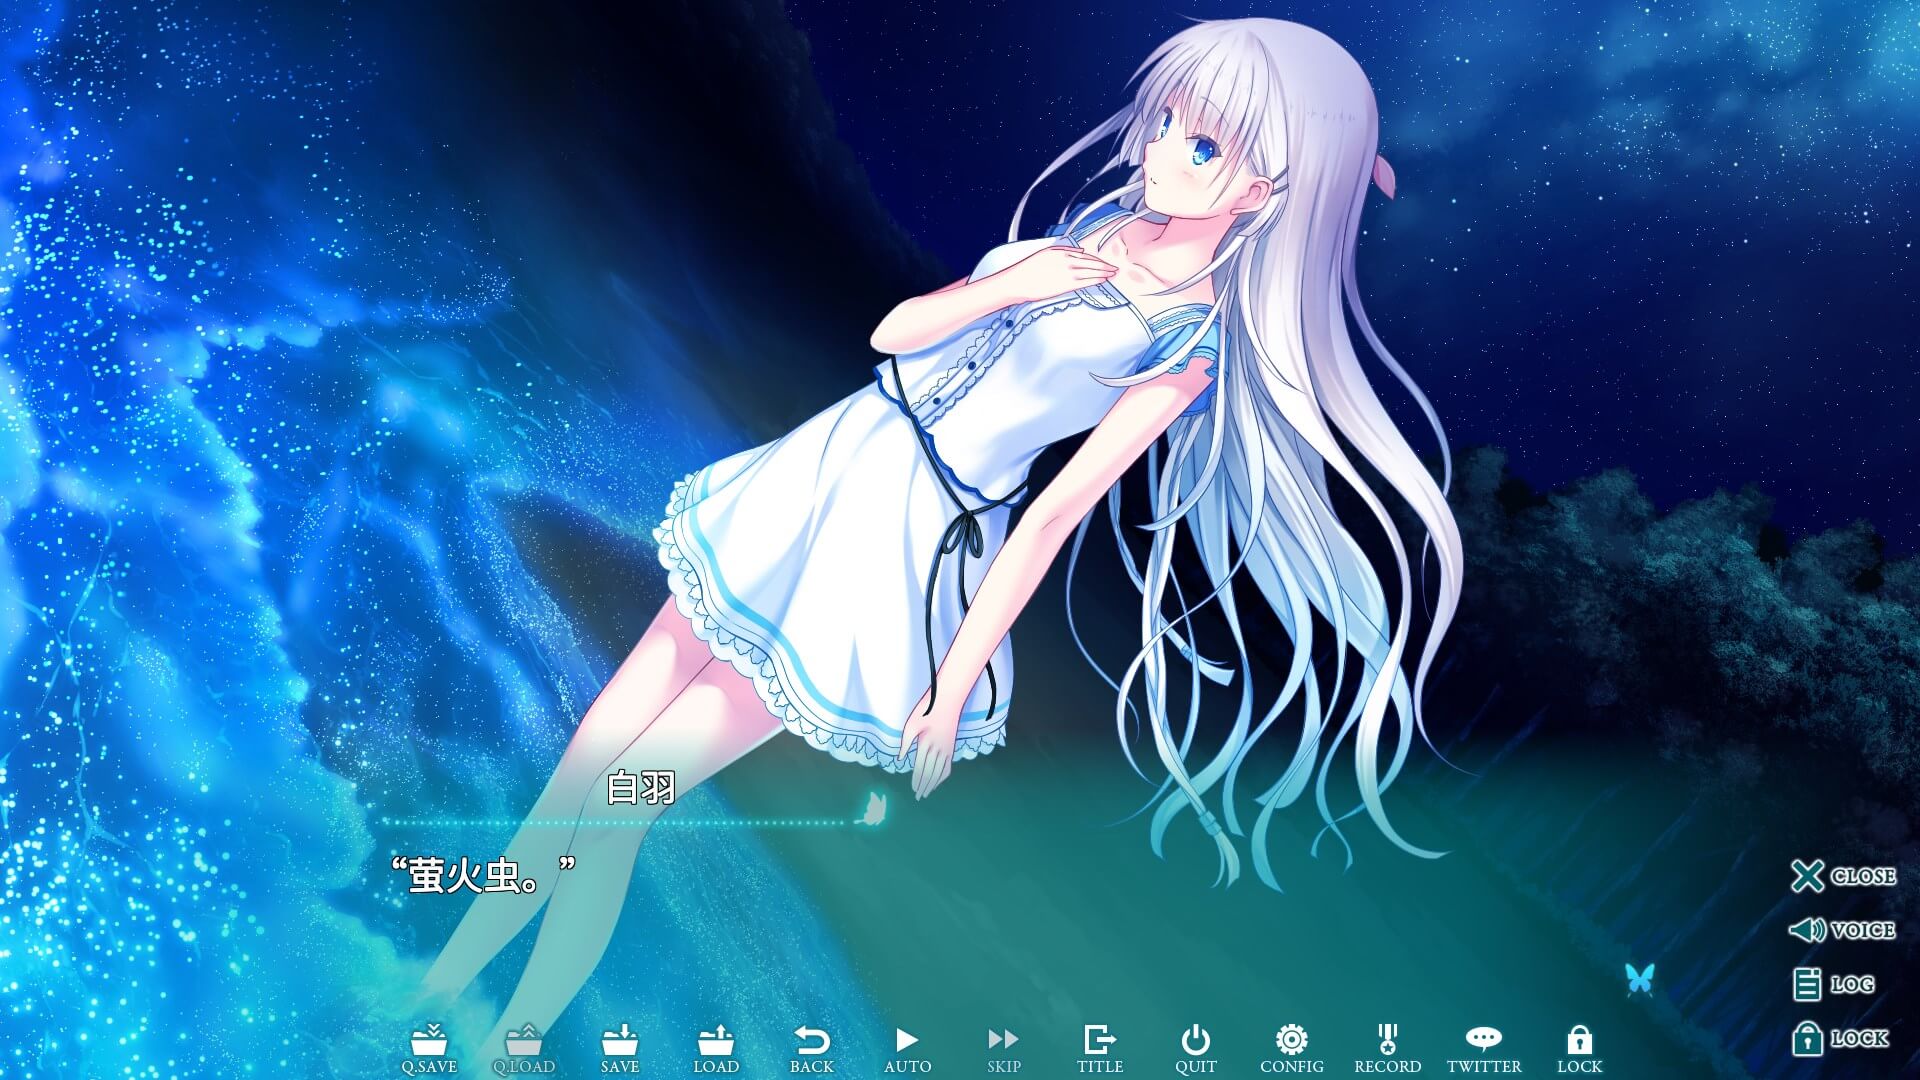 白羽
“萤火虫。”
CLOSE
VOICE
LOG
LOCK
Q.SAVE
Q.LOAD
SAVE
LOAD
BACK
AUTO
SKIP
TITLE
QUIT
CONFIG
RECORD
TWITTER
LOCK